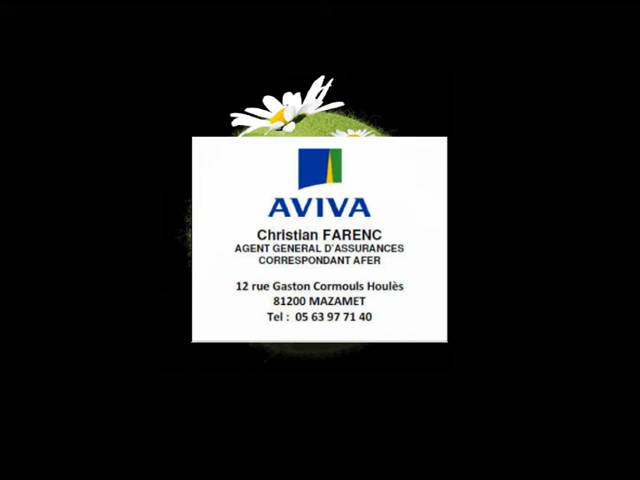 AVIVA
Christian FARENC
AGENT GENERAL D'ASSURANCES
CORRESPONDANT AFER
12 rue Gaston Cormouls Houlès
81200 MAZAMET
Tel : 05 63 97 71 40